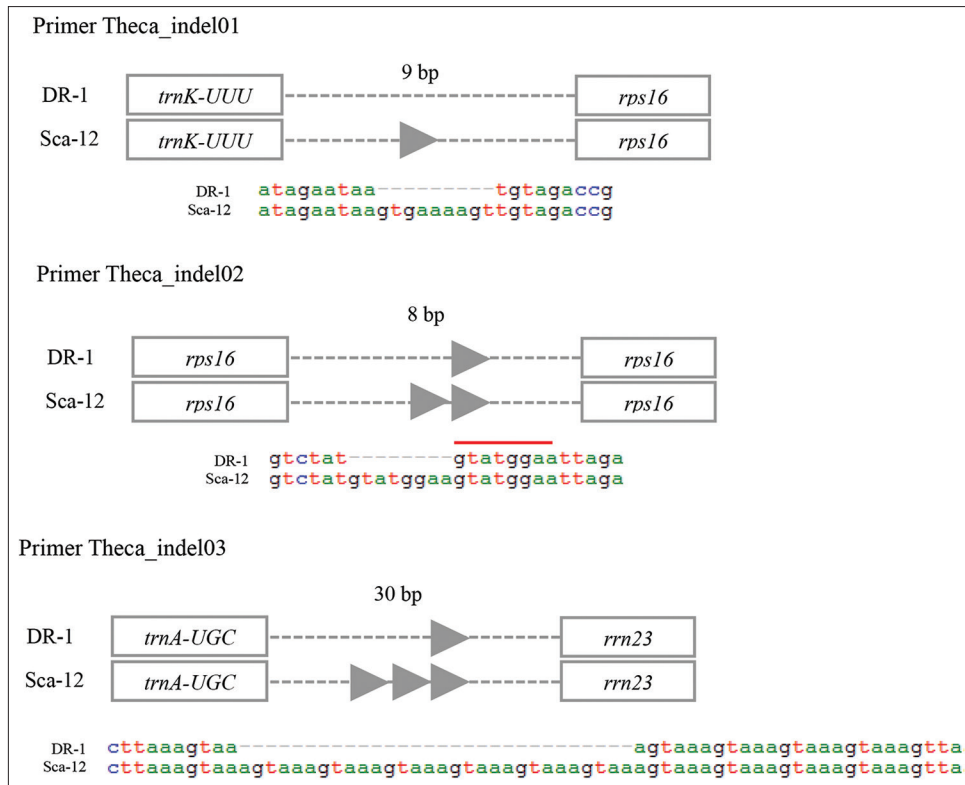 Primer Theca_indel01
9 bp
DR-1 trnK-UUU rps16
Sca-12 trnK-UUU rps16
DR-1 atagaataa---------tgtagaccg
Sca-12 atagaataagtgaaaagttgtagaccg
Primer Theca_indel02
8 bp
DR-1 rps16 rps16
Sca-12 rps16 rps16
DR-1 gtctat--------gtatggaattaga
Sca-12 gtctatgtatggaagtatggaattaga
Primer Theca_indel03
30 bp
DR-1 trnA-UGC rrn23
Sca-12 trnA-UGC rrn23
DR-1 cttaaagtaa------------------------------agtaaagtaaagtaaagtaaagtta
Sca-12 cttaaagtaaagtaaagtaaagtaaagtaaagtaaagtaaagtaaagtaaagtaaagtaaagtta